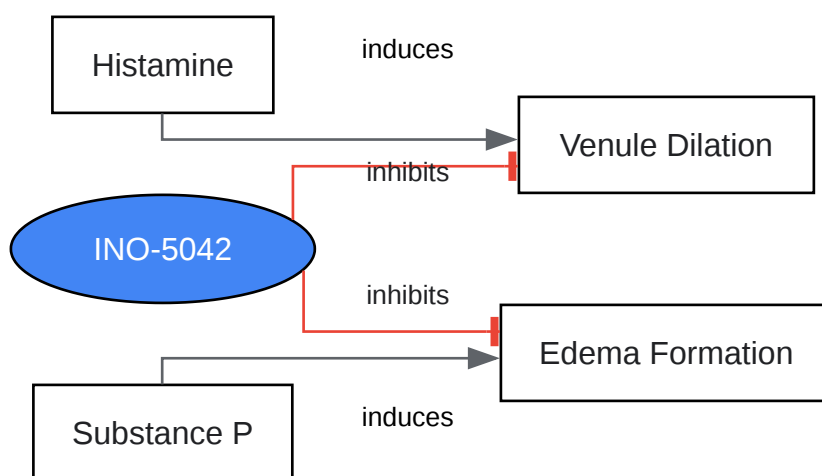 Histamine
induces
Venule Dilation
inhibits
INO-5042
inhibits
Edema Formation
induces
Substance P